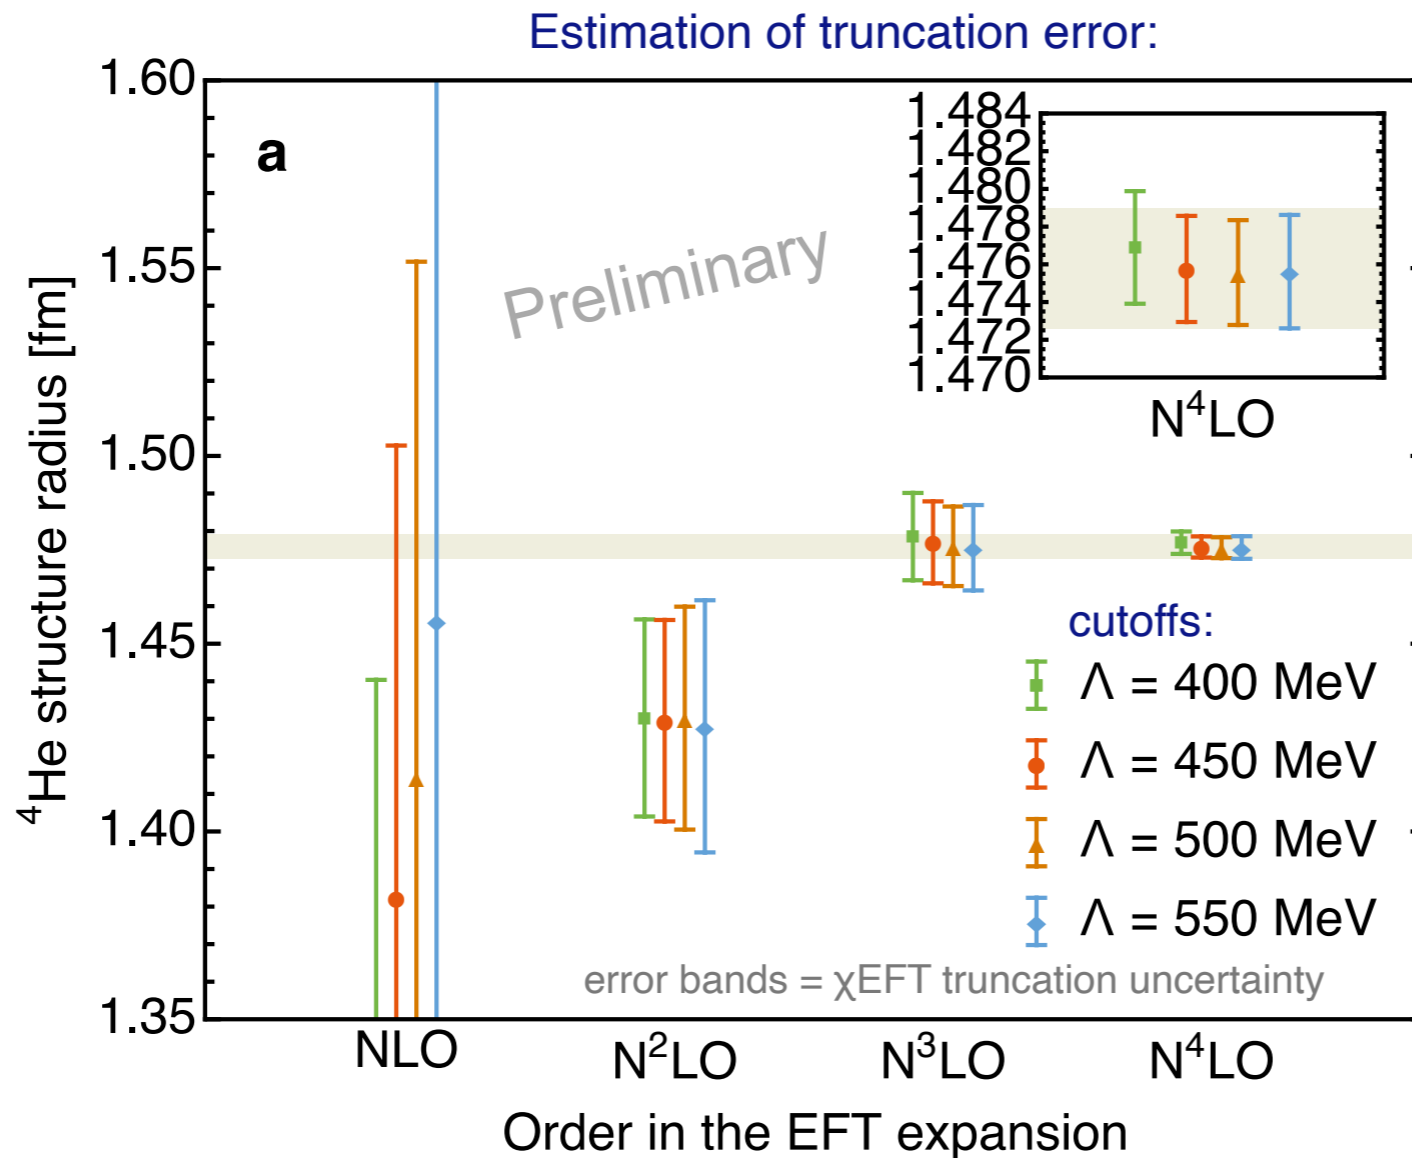 Estimation of truncation error:
a
Preliminary
⁴He structure radius [fm]
1.60
1.55
1.50
1.45
1.40
1.35
1.484
1.482
1.480
1.478
1.476
1.474
1.472
1.470
N⁴LO
cutoffs:
Λ = 400 MeV
Λ = 450 MeV
Λ = 500 MeV
Λ = 550 MeV
error bands = χEFT truncation uncertainty
NLO N²LO N³LO N⁴LO
Order in the EFT expansion